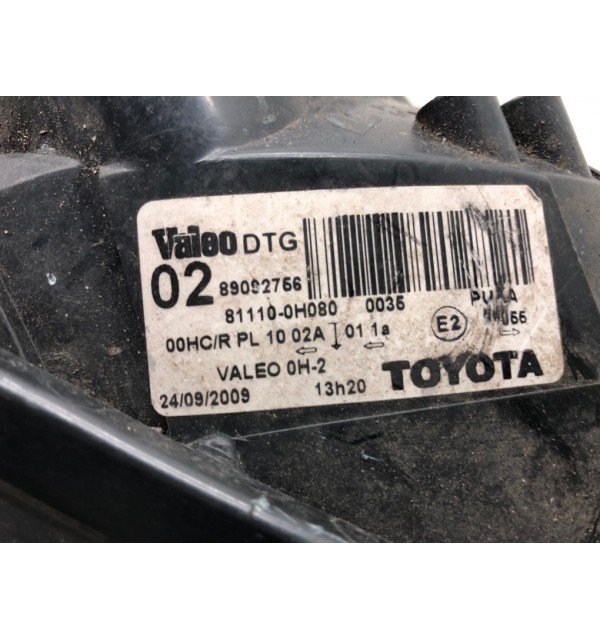 Valeo DTG
02 89092756
81110-0H080 0035
00HC/R PL 10 02A ↓ 01 1a
← ←
E2
→
VALEO 0H-2 TOYOTA
24/09/2009 13h20